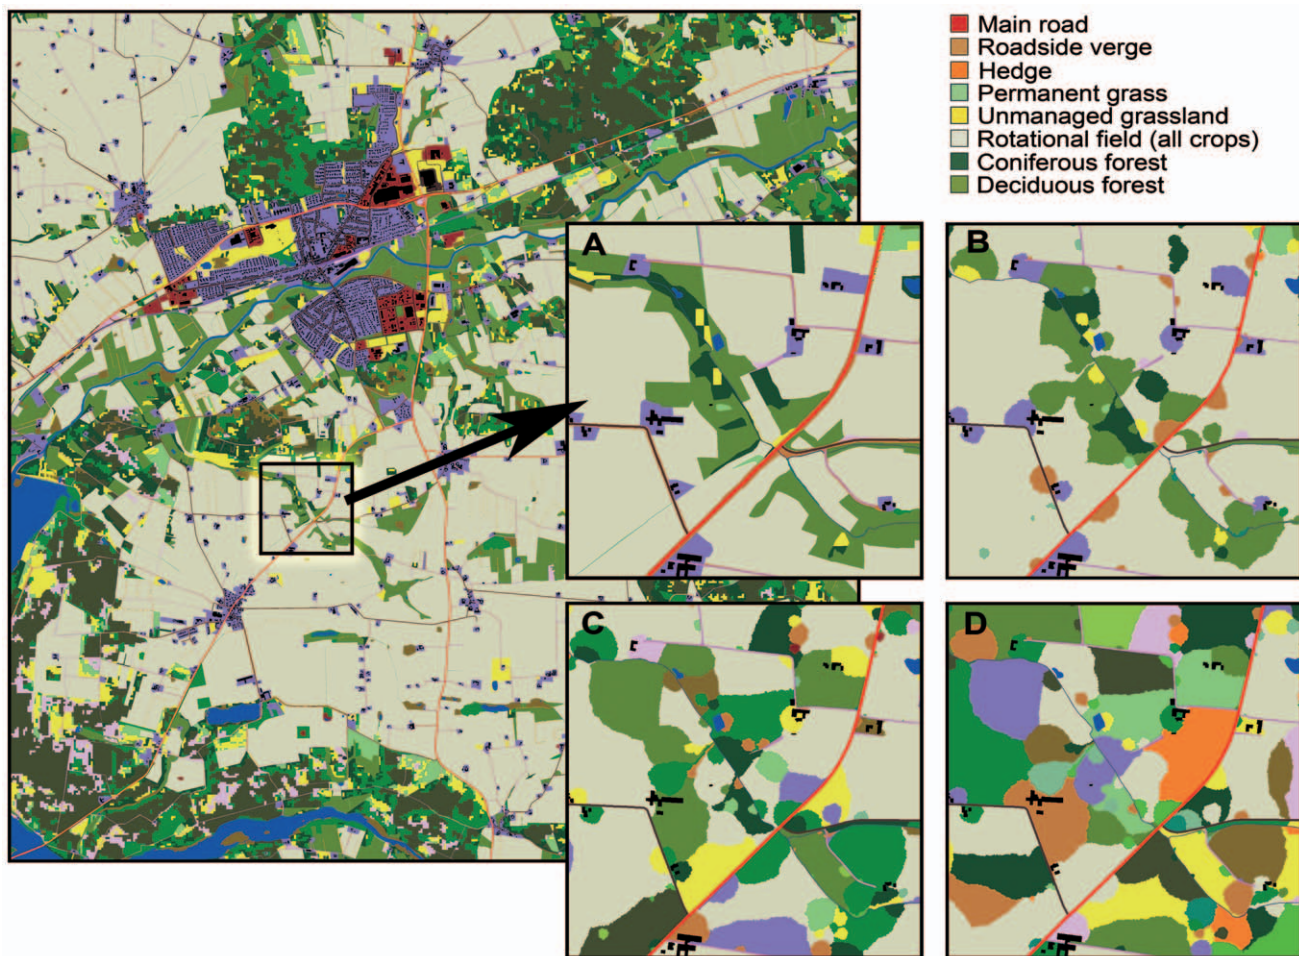 Main road
Roadside verge
Hedge
Permanent grass
Unmanaged grassland
Rotational field (all crops)
Coniferous forest
Deciduous forest
A
B
C
D